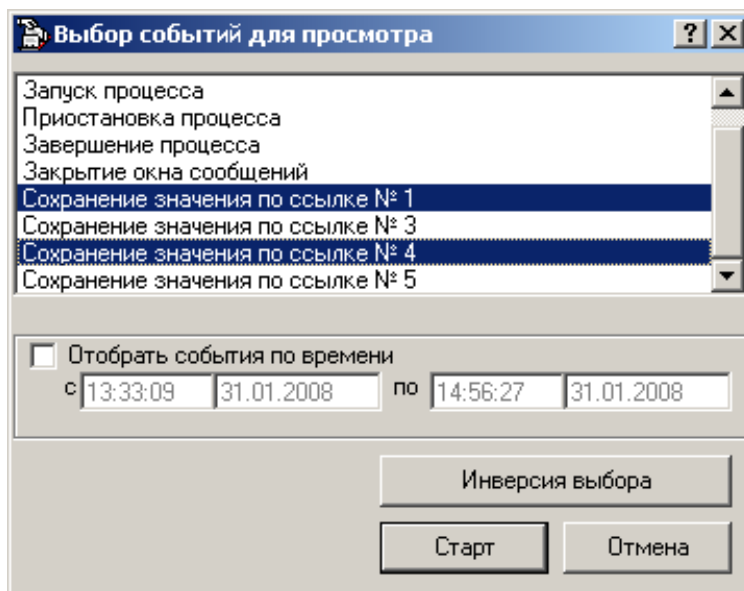 Выбор событий для просмотра
Запуск процесса
Приостановка процесса
Завершение процесса
Закрытие окна сообщений
Сохранение значения по ссылке № 1
Сохранение значения по ссылке № 3
Сохранение значения по ссылке № 4
Сохранение значения по ссылке № 5
Отобрать события по времени
с 13:33:09 31.01.2008 по 14:56:27 31.01.2008
Инверсия выбора
Старт Отмена